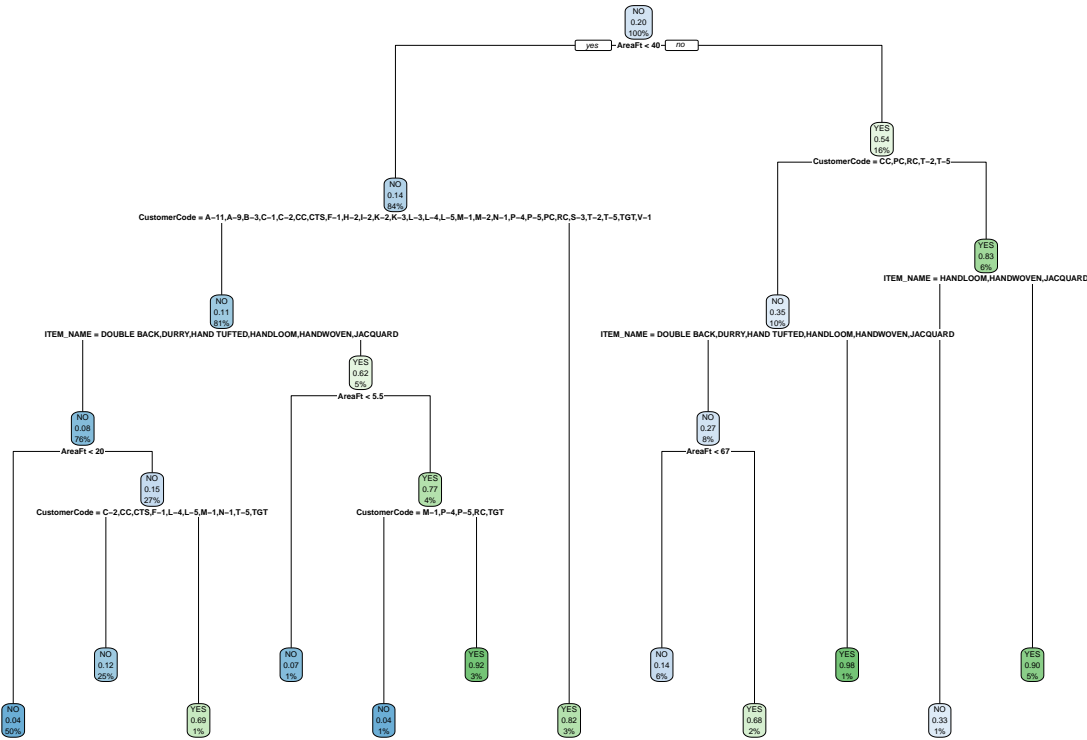 NO
0.20
100%
yes AreaFt < 40 no
YES
0.54
16%
CustomerCode = CC,PC,RC,T−2,T−5
NO
0.14
84%
CustomerCode = A−11,A−9,B−3,C−1,C−2,CC,CTS,F−1,H−2,I−2,K−2,K−3,L−3,L−4,L−5,M−1,M−2,N−1,P−4,P−5,PC,RC,S−3,T−2,T−5,TGT,V−1
YES
0.83
6%
ITEM_NAME = HANDLOOM,HANDWOVEN,JACQUARD
NO
0.11
81%
ITEM_NAME = DOUBLE BACK,DURRY,HAND TUFTED,HANDLOOM,HANDWOVEN,JACQUARD
NO
0.35
10%
ITEM_NAME = DOUBLE BACK,DURRY,HAND TUFTED,HANDLOOM,HANDWOVEN,JACQUARD
YES
0.62
5%
AreaFt < 5.5
NO
0.08
76%
AreaFt < 20
NO
0.27
8%
AreaFt < 67
NO
0.15
27%
CustomerCode = C−2,CC,CTS,F−1,L−4,L−5,M−1,N−1,T−5,TGT
YES
0.77
4%
CustomerCode = M−1,P−4,P−5,RC,TGT
NO
0.12
25%
NO
0.07
1%
YES
0.92
3%
NO
0.14
6%
YES
0.98
1%
YES
0.90
5%
NO
0.04
50%
YES
0.69
1%
NO
0.04
1%
YES
0.82
3%
YES
0.68
2%
NO
0.33
1%